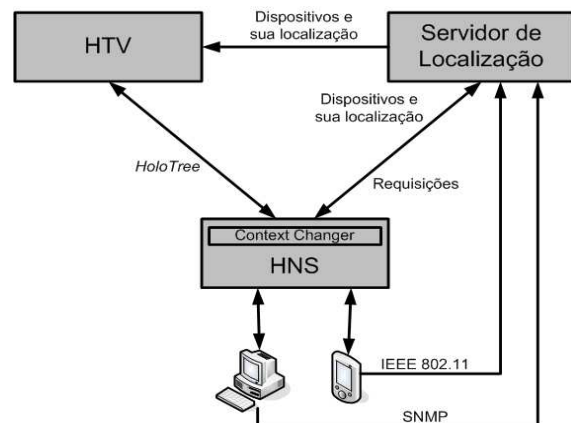 Dispositivos e
sua localização
HTV
Servidor de
Localização
Dispositivos e
sua localização
HoloTree
Requisições
Context Changer
HNS
IEEE 802.11
SNMP